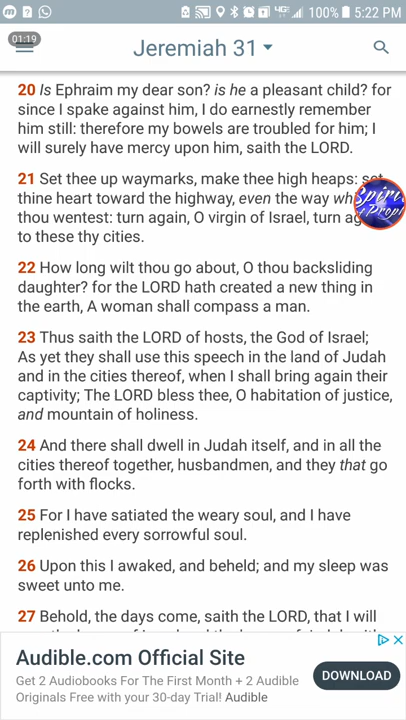 100% 5:22 PM
01:19
Jeremiah 31
20 Is Ephraim my dear son? is he a pleasant child? for
since I spake against him, I do earnestly remember
him still: therefore my bowels are troubled for him; I
will surely have mercy upon him, saith the LORD.
21 Set thee up waymarks, make thee high heaps: set
thine heart toward the highway, even the way
thou wentest: turn again, O virgin of Israel, turn
to these thy cities.
22 How long wilt thou go about, O thou backsliding
daughter? for the LORD hath created a new thing in
the earth, A woman shall compass a man.
23 Thus saith the LORD of hosts, the God of Israel;
As yet they shall use this speech in the land of Judah
and in the cities thereof, when I shall bring again their
captivity; The LORD bless thee, O habitation of justice,
and mountain of holiness.
24 And there shall dwell in Judah itself, and in all the
cities thereof together, husbandmen, and they that go
forth with flocks.
25 For I have satiated the weary soul, and I have
replenished every sorrowful soul.
26 Upon this I awaked, and beheld; and my sleep was
sweet unto me.
27 Behold, the days come, saith the LORD, that I will
Audible.com Official Site
Get 2 Audiobooks For The First Month + 2 Audible
Originals Free with your 30-day Trial! Audible
DOWNLOAD